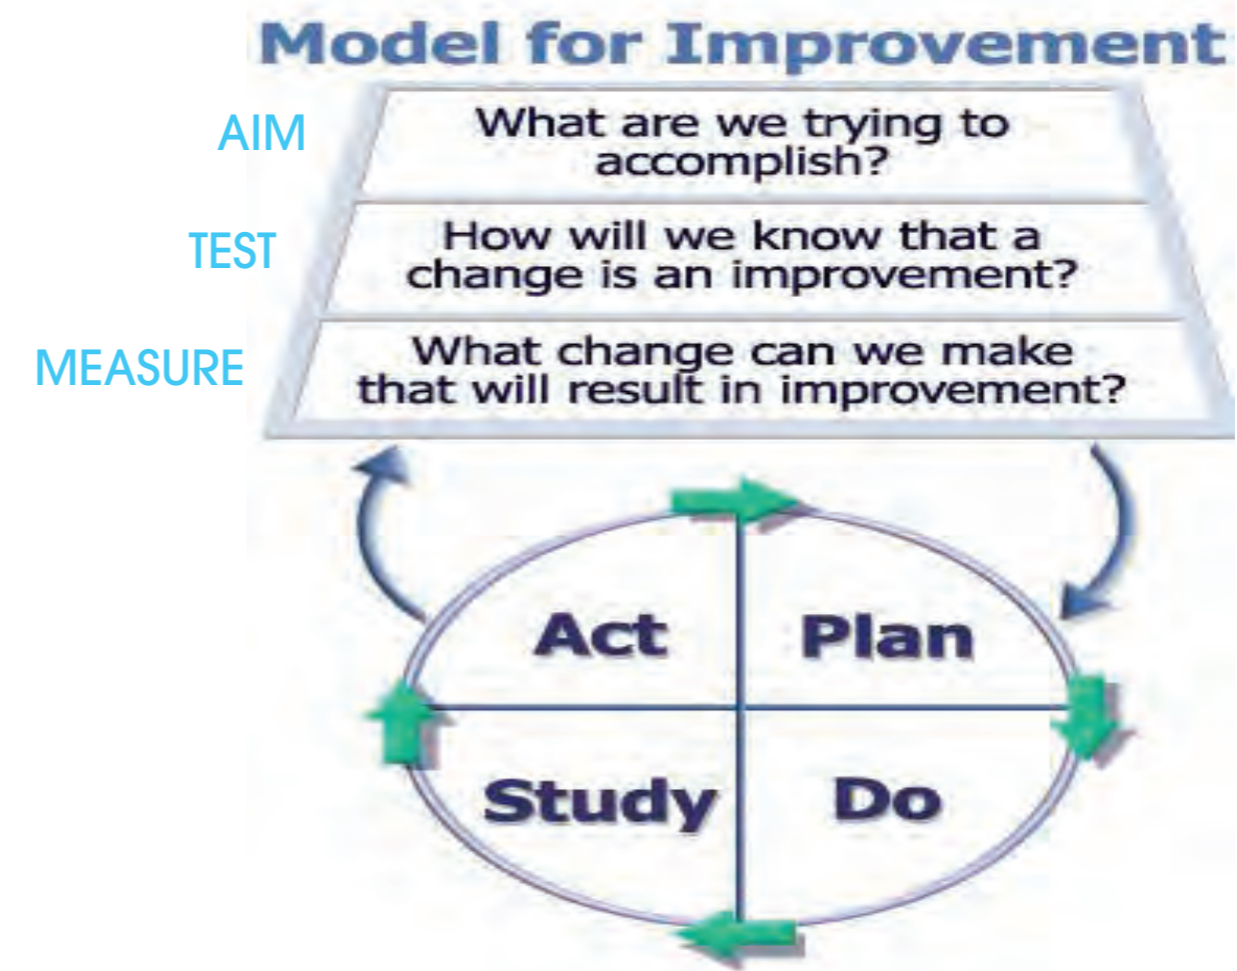 Model for Improvement
AIM
What are we trying to
accomplish?
TEST
How will we know that a
change is an improvement?
MEASURE
What change can we make
that will result in improvement?
Act
Plan
Study
Do